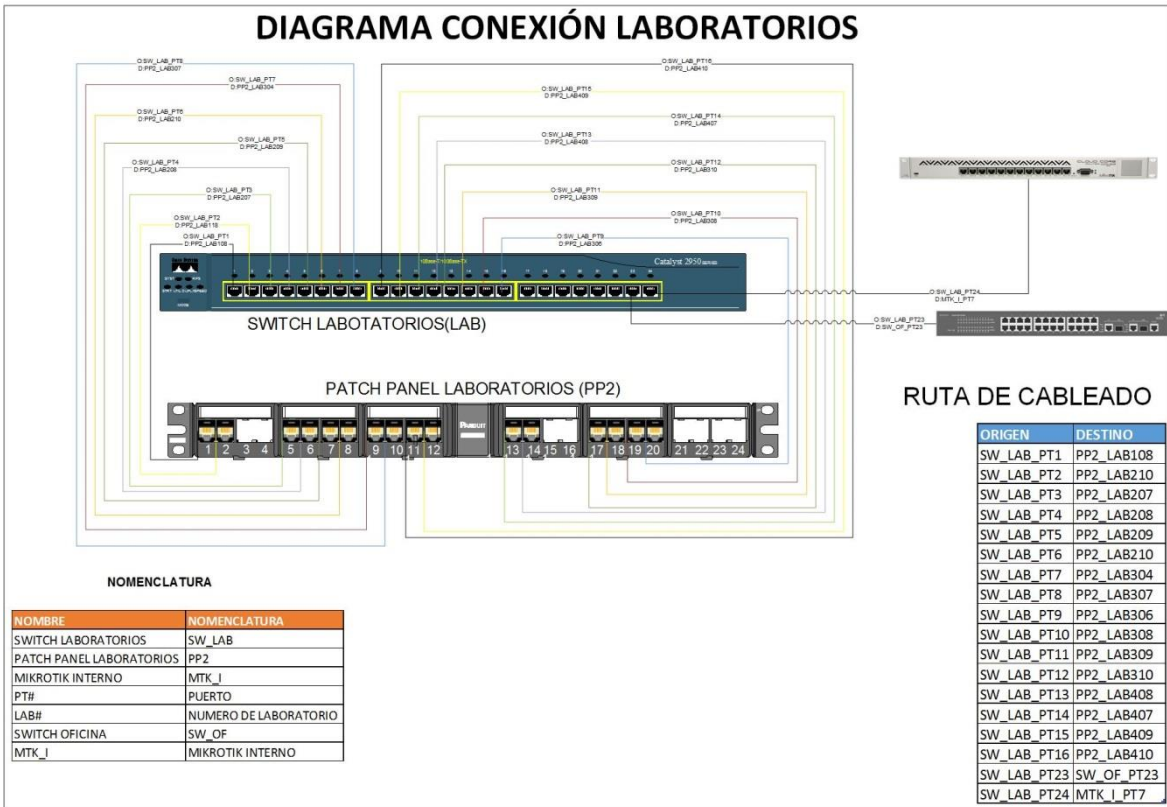 DIAGRAMA CONEXIÓN LABORATORIOS
O:SW_LAB_PT8
D:PP2_LAB307
O:SW_LAB_PT7
D:PP2_LAB304
O:SW_LAB_PT6
D:PP2_LAB210
O:SW_LAB_PT5
D:PP2_LAB209
O:SW_LAB_PT4
D:PP2_LAB208
O:SW_LAB_PT3
D:PP2_LAB207
O:SW_LAB_PT2
D:PP2_LAB110
O:SW_LAB_PT1
D:PP2_LAB108
O:SW_LAB_PT16
D:PP2_LAB410
O:SW_LAB_PT15
D:PP2_LAB409
O:SW_LAB_PT14
D:PP2_LAB407
O:SW_LAB_PT13
D:PP2_LAB408
O:SW_LAB_PT12
D:PP2_LAB310
O:SW_LAB_PT11
D:PP2_LAB309
O:SW_LAB_PT10
D:PP2_LAB308
O:SW_LAB_PT9
D:PP2_LAB306
Catalyst 2950
O:SW_LAB_PT24
D:MTK_I_PT7
O:SW_LAB_PT23
D:SW_OF_PT23
SWITCH LABOTATORIOS(LAB)
PATCH PANEL LABORATORIOS (PP2)
PANDUIT
1 2 3 4 5 6 7 8 9 10 11 12 13 14 15 16 17 18 19 20 21 22 23 24
RUTA DE CABLEADO
ORIGEN DESTINO
SW_LAB_PT1 PP2_LAB108
SW_LAB_PT2 PP2_LAB210
SW_LAB_PT3 PP2_LAB207
SW_LAB_PT4 PP2_LAB208
SW_LAB_PT5 PP2_LAB209
SW_LAB_PT6 PP2_LAB210
SW_LAB_PT7 PP2_LAB304
SW_LAB_PT8 PP2_LAB307
SW_LAB_PT9 PP2_LAB306
SW_LAB_PT10 PP2_LAB308
SW_LAB_PT11 PP2_LAB309
SW_LAB_PT12 PP2_LAB310
SW_LAB_PT13 PP2_LAB408
SW_LAB_PT14 PP2_LAB407
SW_LAB_PT15 PP2_LAB409
SW_LAB_PT16 PP2_LAB410
SW_LAB_PT23 SW_OF_PT23
SW_LAB_PT24 MTK_I_PT7
NOMENCLATURA
NOMBRE NOMENCLATURA
SWITCH LABORATORIOS SW_LAB
PATCH PANEL LABORATORIOS PP2
MIKROTIK INTERNO MTK_I
PT# PUERTO
LAB# NUMERO DE LABORATORIO
SWITCH OFICINA SW_OF
MTK_I MIKROTIK INTERNO